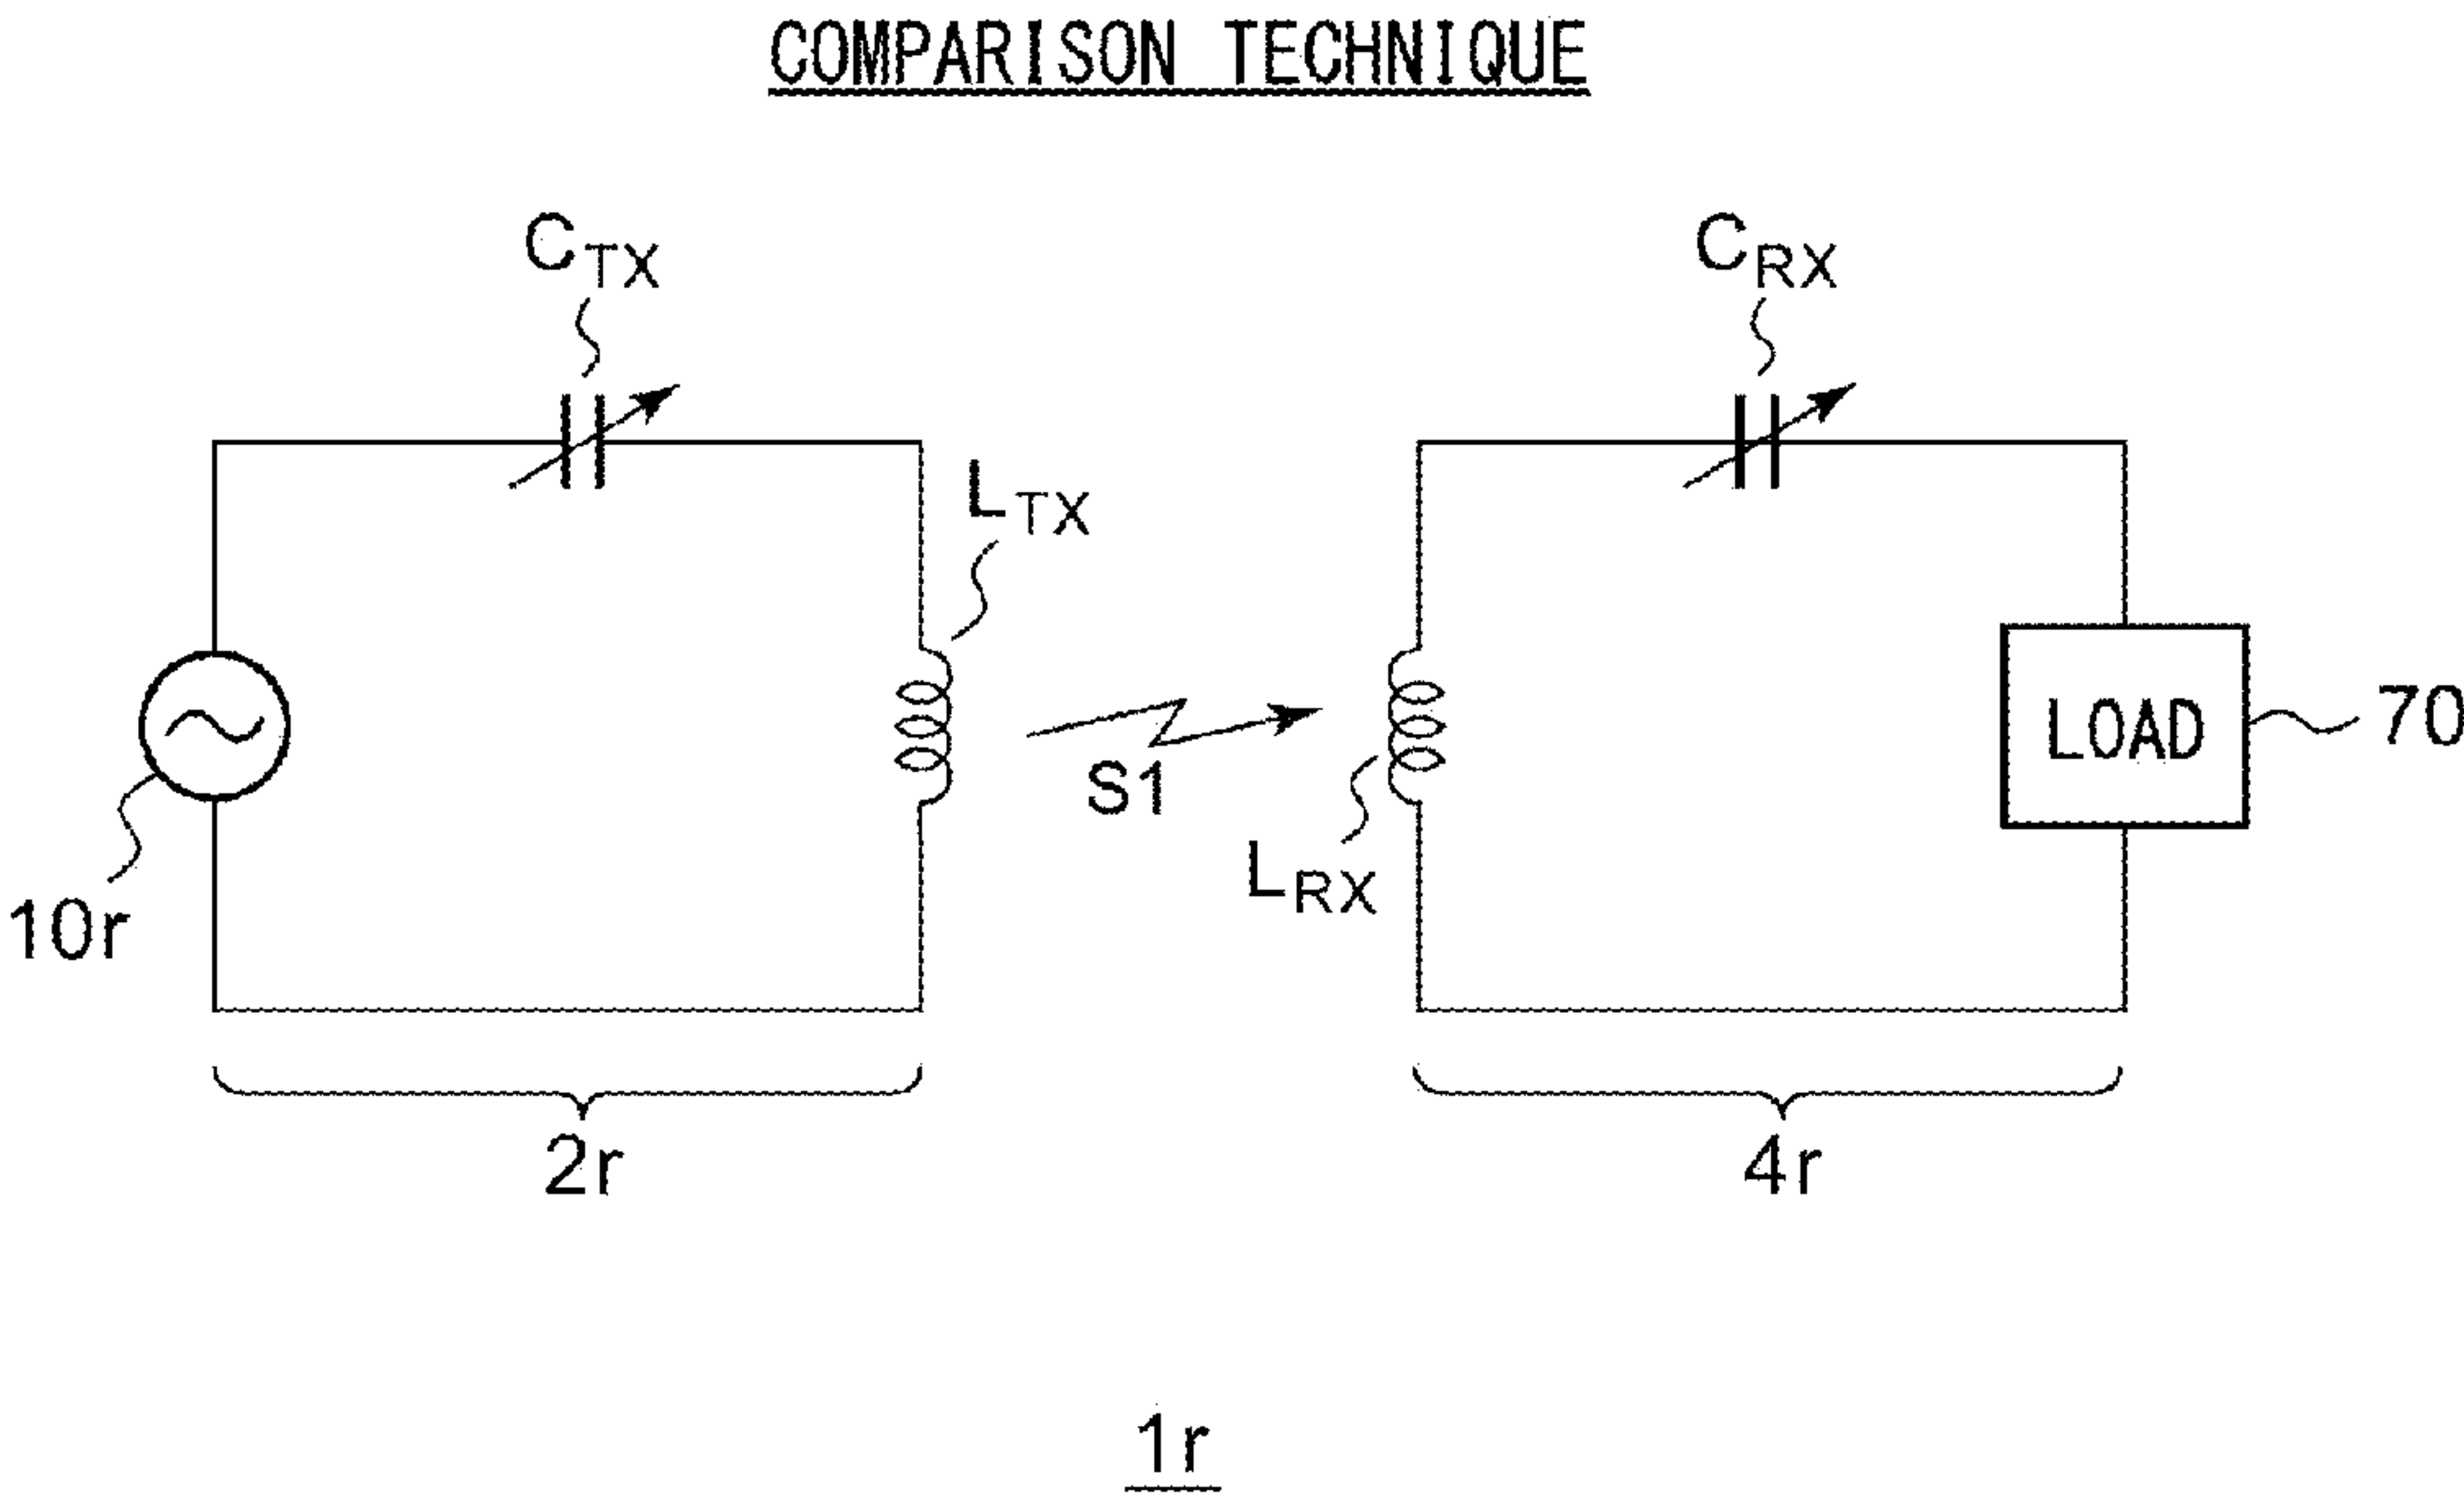 COMPARISON TECHNIQUE
CTX
CRX
LTX
LOAD
70
S1
LRX
10r
2r
4r
1r